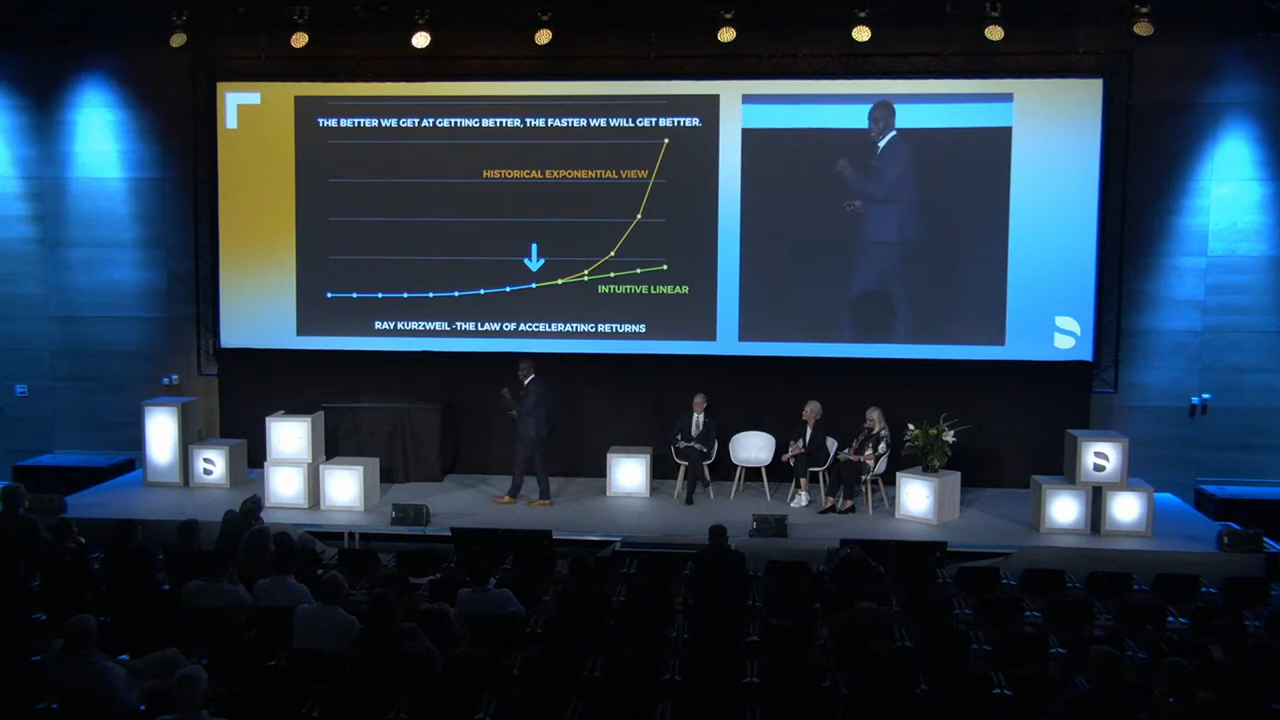 THE BETTER WE GET AT GETTING BETTER, THE FASTER WE WILL GET BETTER.
HISTORICAL EXPONENTIAL VIEW
INTUITIVE LINEAR
RAY KURZWEIL -THE LAW OF ACCELERATING RETURNS